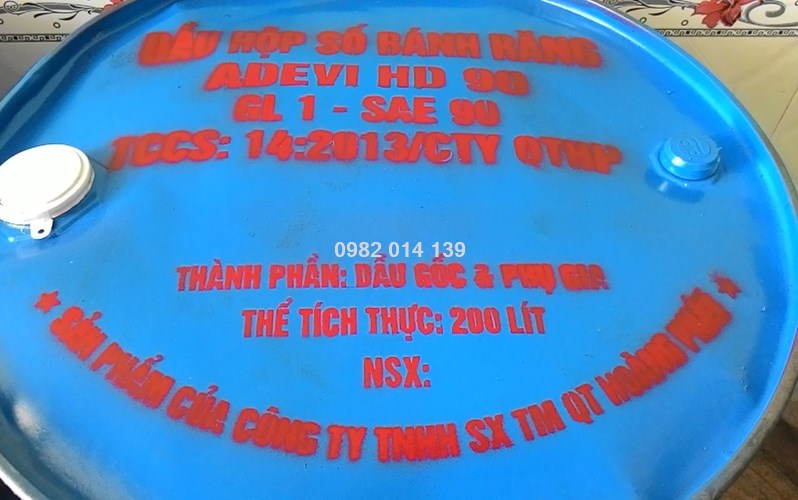 DẦU HỘP SỐ BÁNH RĂNG
ADEVI HD 90
GL 1 - SAE 90
TCCS: 14:2013/CTY QTHP
0982 014 139
THÀNH PHẦN: DẦU GỐC & PHỤ GIA
THỂ TÍCH THỰC: 200 LÍT
NSX:
★ SẢN PHẨM CỦA CÔNG TY TNHH SX TM QT HOÀNG PHÁT ★